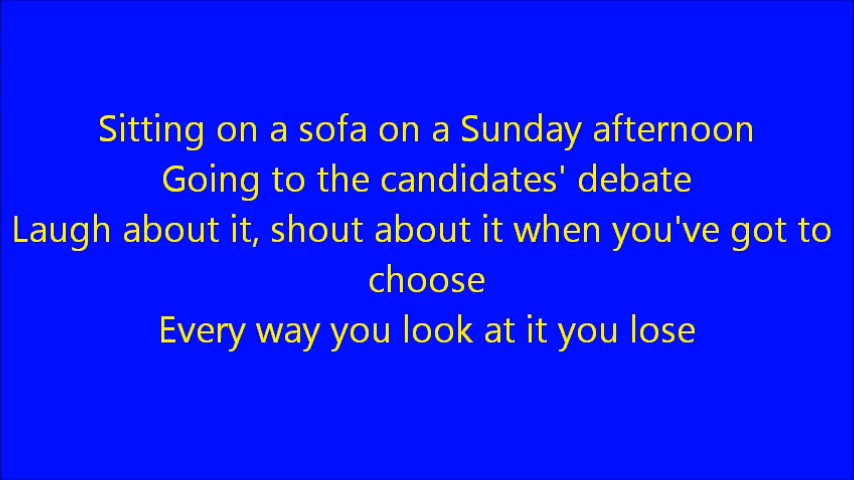 Sitting on a sofa on a Sunday afternoon
Going to the candidates' debate
Laugh about it, shout about it when you've got to
choose
Every way you look at it you lose